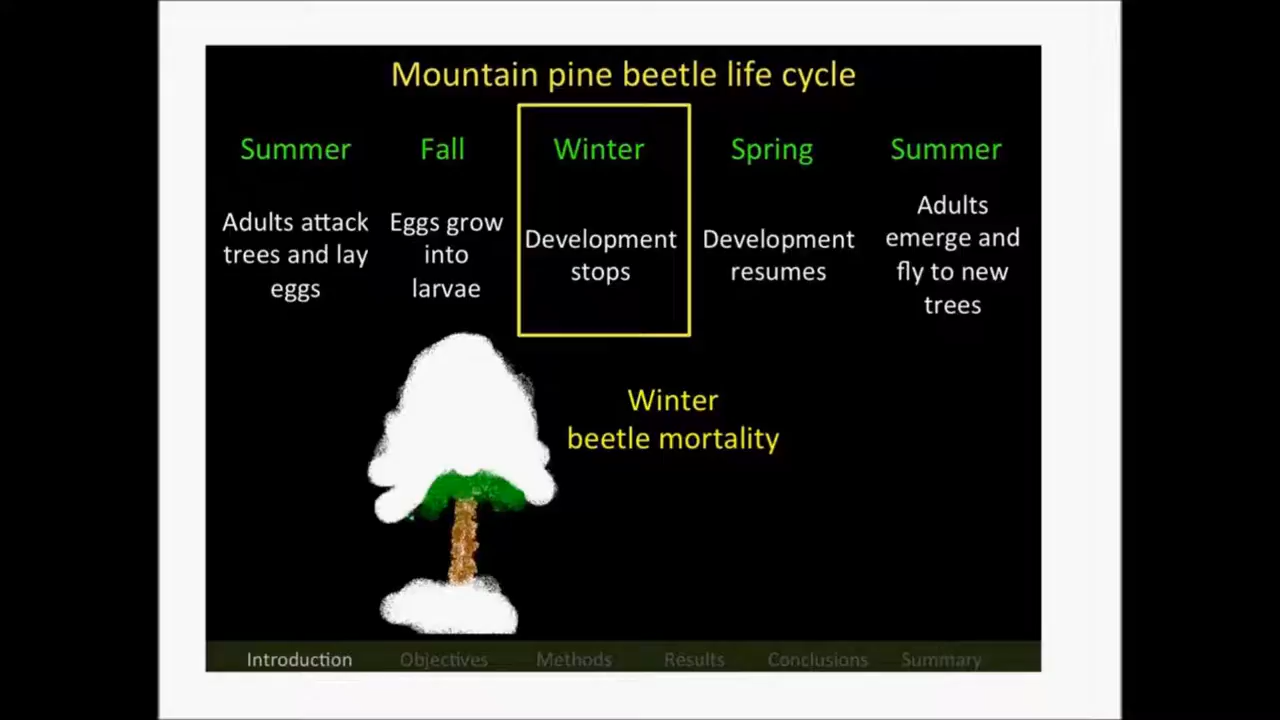 Mountain pine beetle life cycle
Summer
Fall
Winter
Spring
Summer
Adults attack
trees and lay
eggs
Eggs grow
into
larvae
Development
stops
Development
resumes
Adults
emerge and
fly to new
trees
Winter
beetle mortality
Introduction
Objectives
Methods
Results
Conclusions
Summary